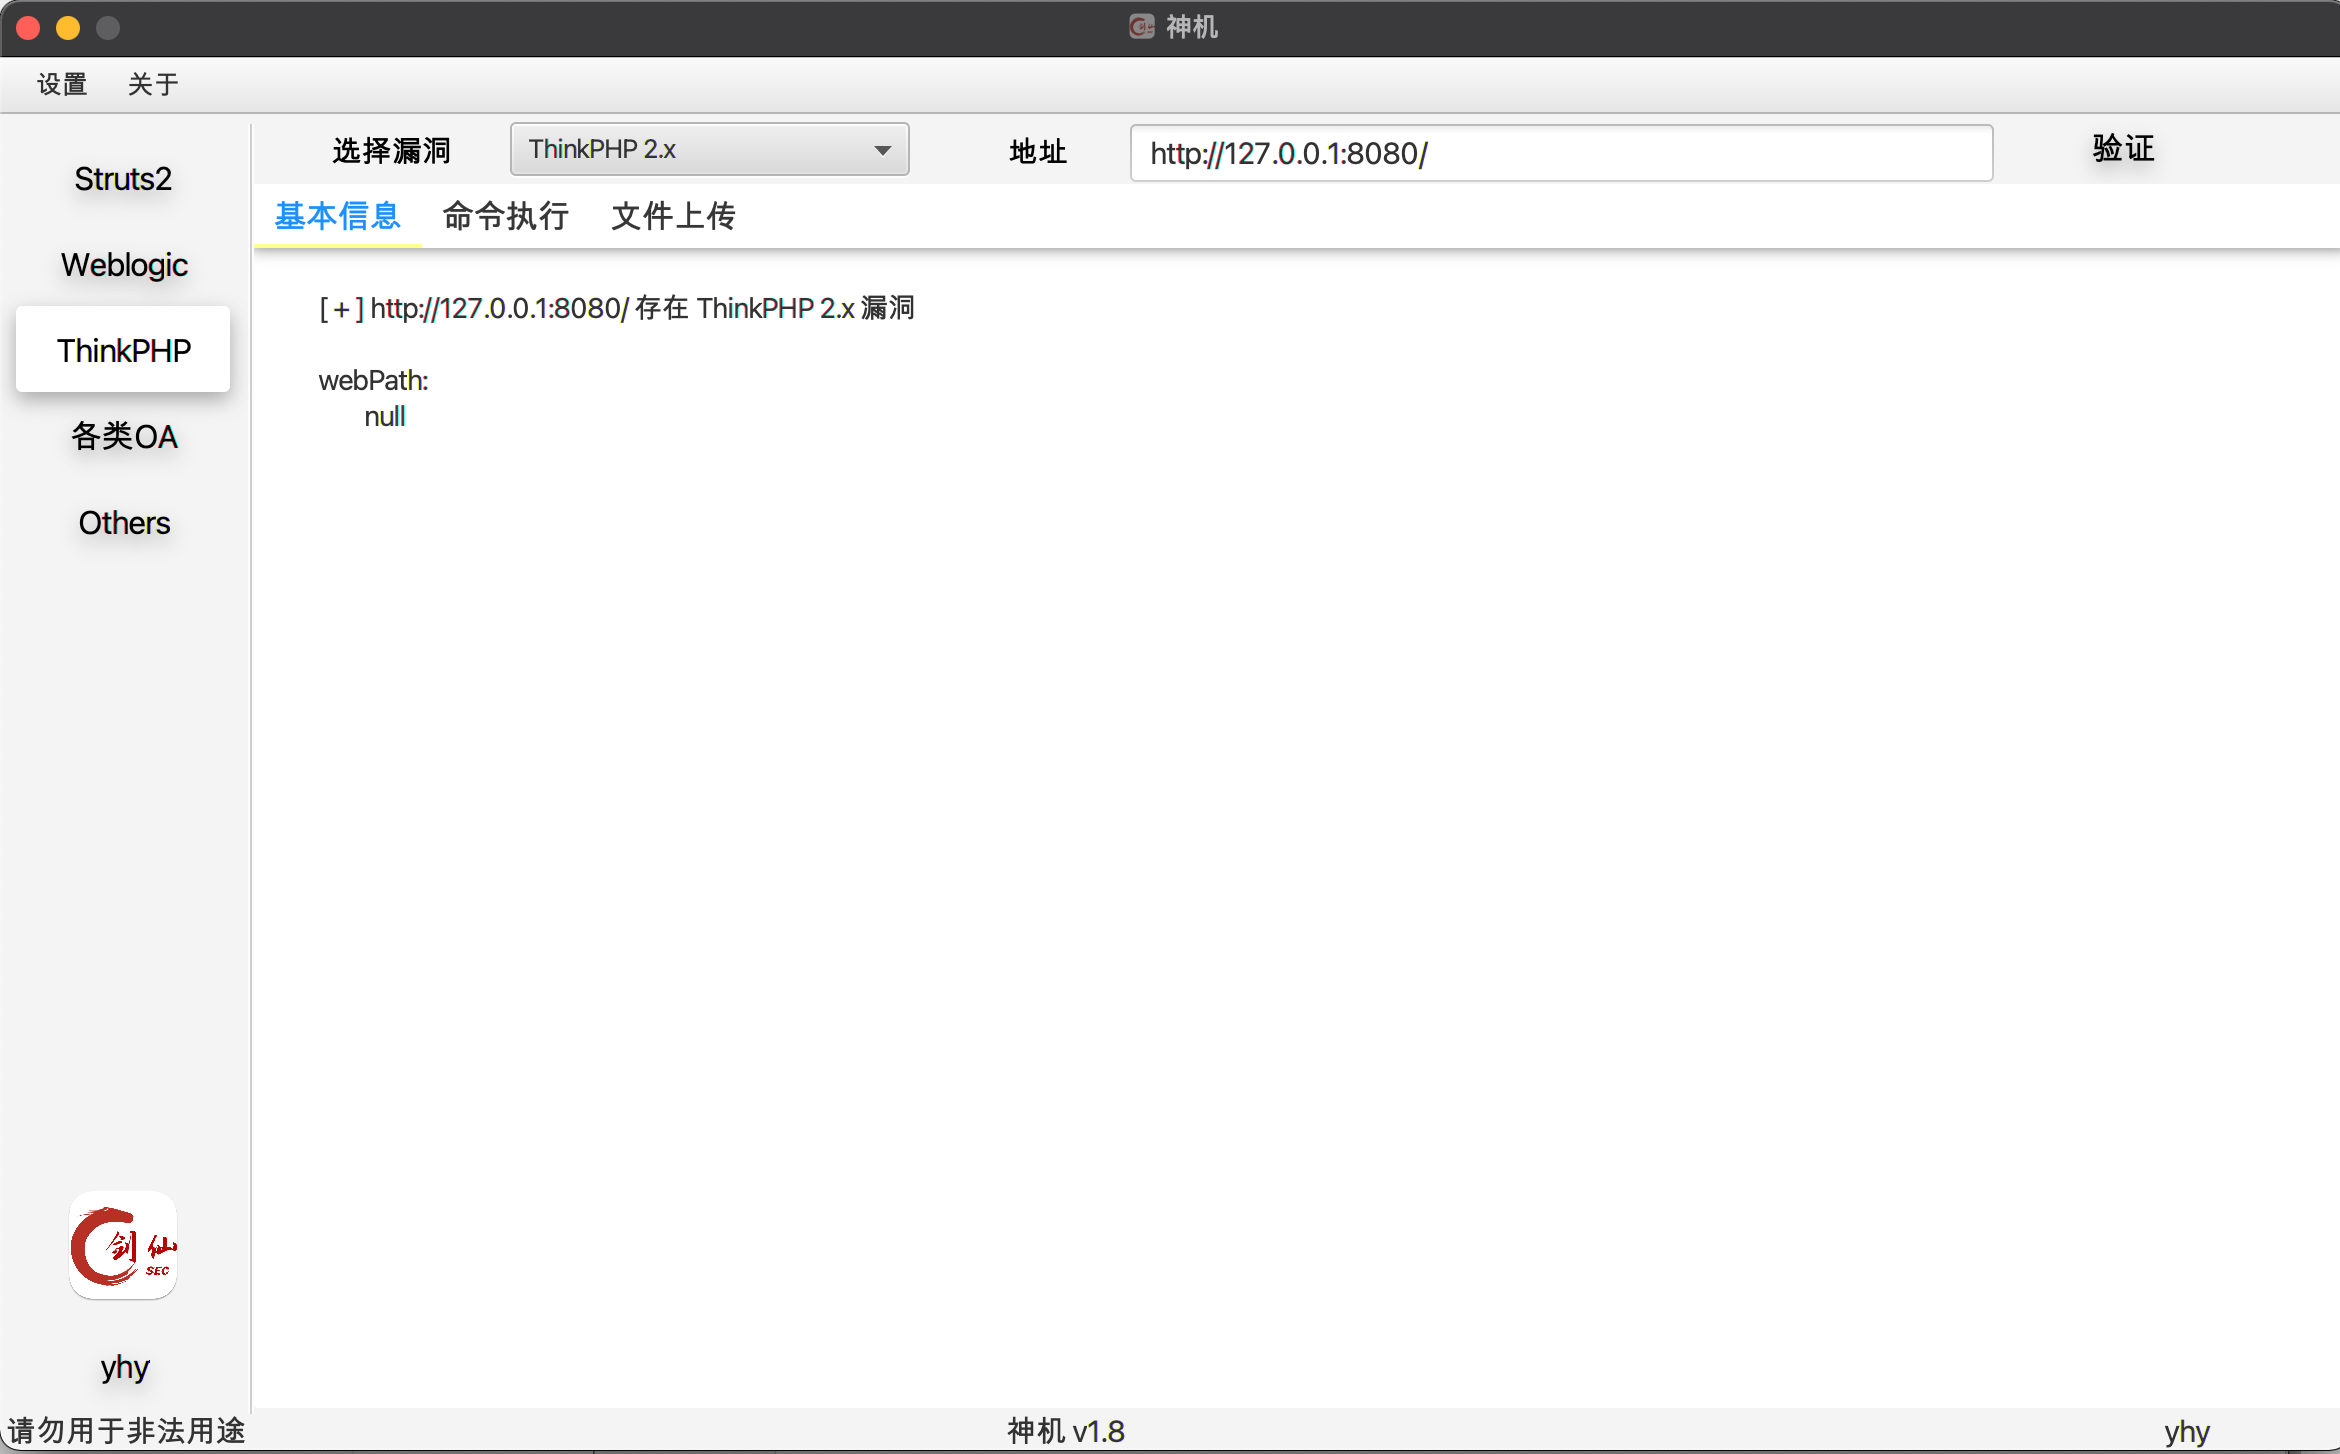 神机
设置 关于
选择漏洞 ThinkPHP 2.x 地址 http://127.0.0.1:8080/ 验证
基本信息 命令执行 文件上传
Struts2
Weblogic
ThinkPHP
各类OA
Others
[ + ] http://127.0.0.1:8080/ 存在 ThinkPHP 2.x 漏洞
webPath:
null
剑仙
SEC
yhy
请勿用于非法用途 神机 v1.8 yhy